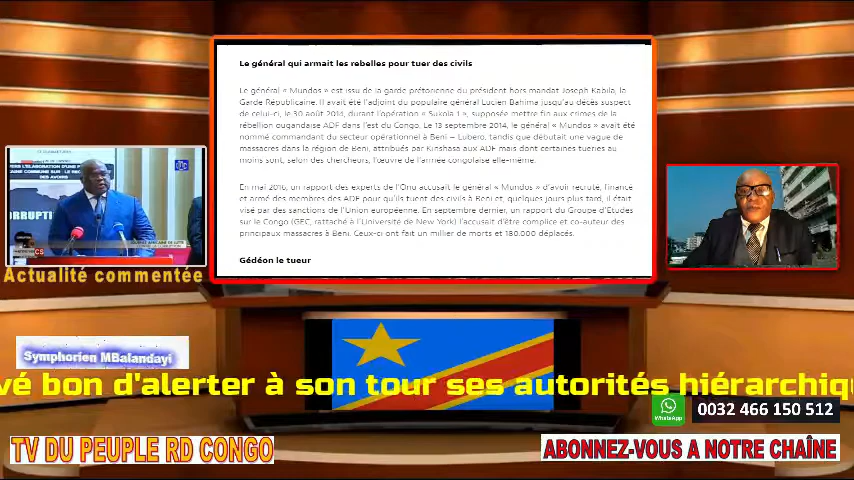 Le général qui armait les rebelles pour tuer des civils
Le général « Mundos » est issu de la garde prétorienne du président hors mandat Joseph Kabila, la
Garde Républicaine. Il avait été l'adjoint du populaire général Lucien Bahima jusqu'au décès suspect
de celui-ci, le 30 août 2014, durant l'opération « Sukola 1 », supposée mettre fin aux crimes de la
rébellion ougandaise ADF dans l'est du Congo. Le 13 septembre 2014, le général « Mundos » avait été
nommé commandant du secteur opérationnel à Beni – Lubero, tandis que débutait une vague de
massacres dans la région de Beni, attribués par Kinshasa aux ADF mais dont certaines tueries au
moins sont, selon des chercheurs, l'œuvre de l'armée congolaise elle-même.
En mai 2016, un rapport des experts de l'Onu accusait le général « Mundos » d'avoir recruté, financé
et armé des membres des ADF pour qu'ils tuent des civils à Beni et, quelques jours plus tard, il était
visé par des sanctions de l'Union européenne. En septembre dernier, un rapport du Groupe d'Etudes
sur le Congo (GEC, rattaché à l'Université de New York) l'accusait d'être complice et co-auteur des
principaux massacres à Beni. Ceux-ci ont fait un millier de morts et 180.000 déplacés.
Gédéon le tueur
Actualité commentée
Symphorien MBalandayi
vé bon d'alerter à son tour ses autorités hiérarchiqu
WhatsApp
0032 466 150 512
TV DU PEUPLE RD CONGO
ABONNEZ-VOUS A NOTRE CHAÎNE